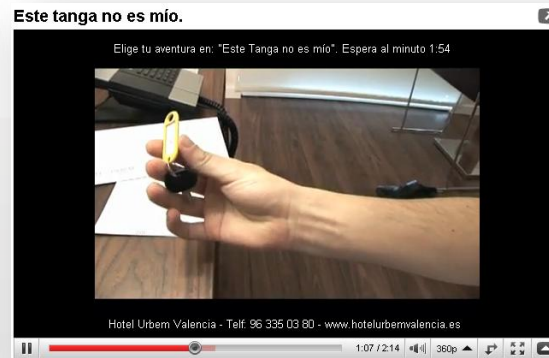 Este tanga no es mío.
Elige tu aventura en: "Este Tanga no es mío". Espera al minuto 1:54
Hotel Urbem Valencia - Telf: 96 335 03 80 - www.hotelurbemvalencia.es
1:07 / 2:14 360p